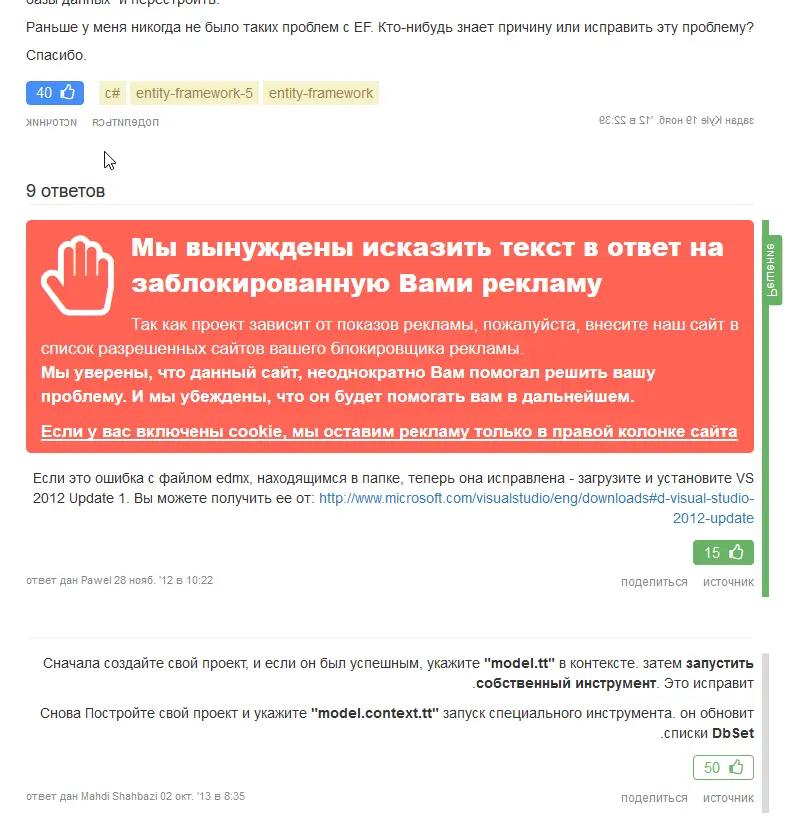 базы данных" и перестроить.
Раньше у меня никогда не было таких проблем с EF. Кто-нибудь знает причину или исправить эту проблему?
Спасибо.
40 c# entity-framework-5 entity-framework
источник поделиться задан Kyle 19 нояб. '12 в 22:39
9 ответов
Мы вынуждены исказить текст в ответ на
заблокированную Вами рекламу
Так как проект зависит от показов рекламы, пожалуйста, внесите наш сайт в
список разрешенных сайтов вашего блокировщика рекламы.
Мы уверены, что данный сайт, неоднократно Вам помогал решить вашу
проблему. И мы убеждены, что он будет помогать вам в дальнейшем.
Если у вас включены cookie, мы оставим рекламу только в правой колонке сайта
Решение
Если это ошибка с файлом edmx, находящимся в папке, теперь она исправлена - загрузите и установите VS
2012 Update 1. Вы можете получить ее от: http://www.microsoft.com/visualstudio/eng/downloads#d-visual-studio-
2012-update
15
ответ дан Pawel 28 нояб. '12 в 10:22 поделиться источник
Сначала создайте свой проект, и если он был успешным, укажите "model.tt" в контексте. затем запустить
.собственный инструмент. Это исправит
Снова Постройте свой проект и укажите "model.context.tt" запуск специального инструмента. он обновит
.списки DbSet
50
ответ дан Mahdi Shahbazi 02 окт. '13 в 8:35 поделиться источник